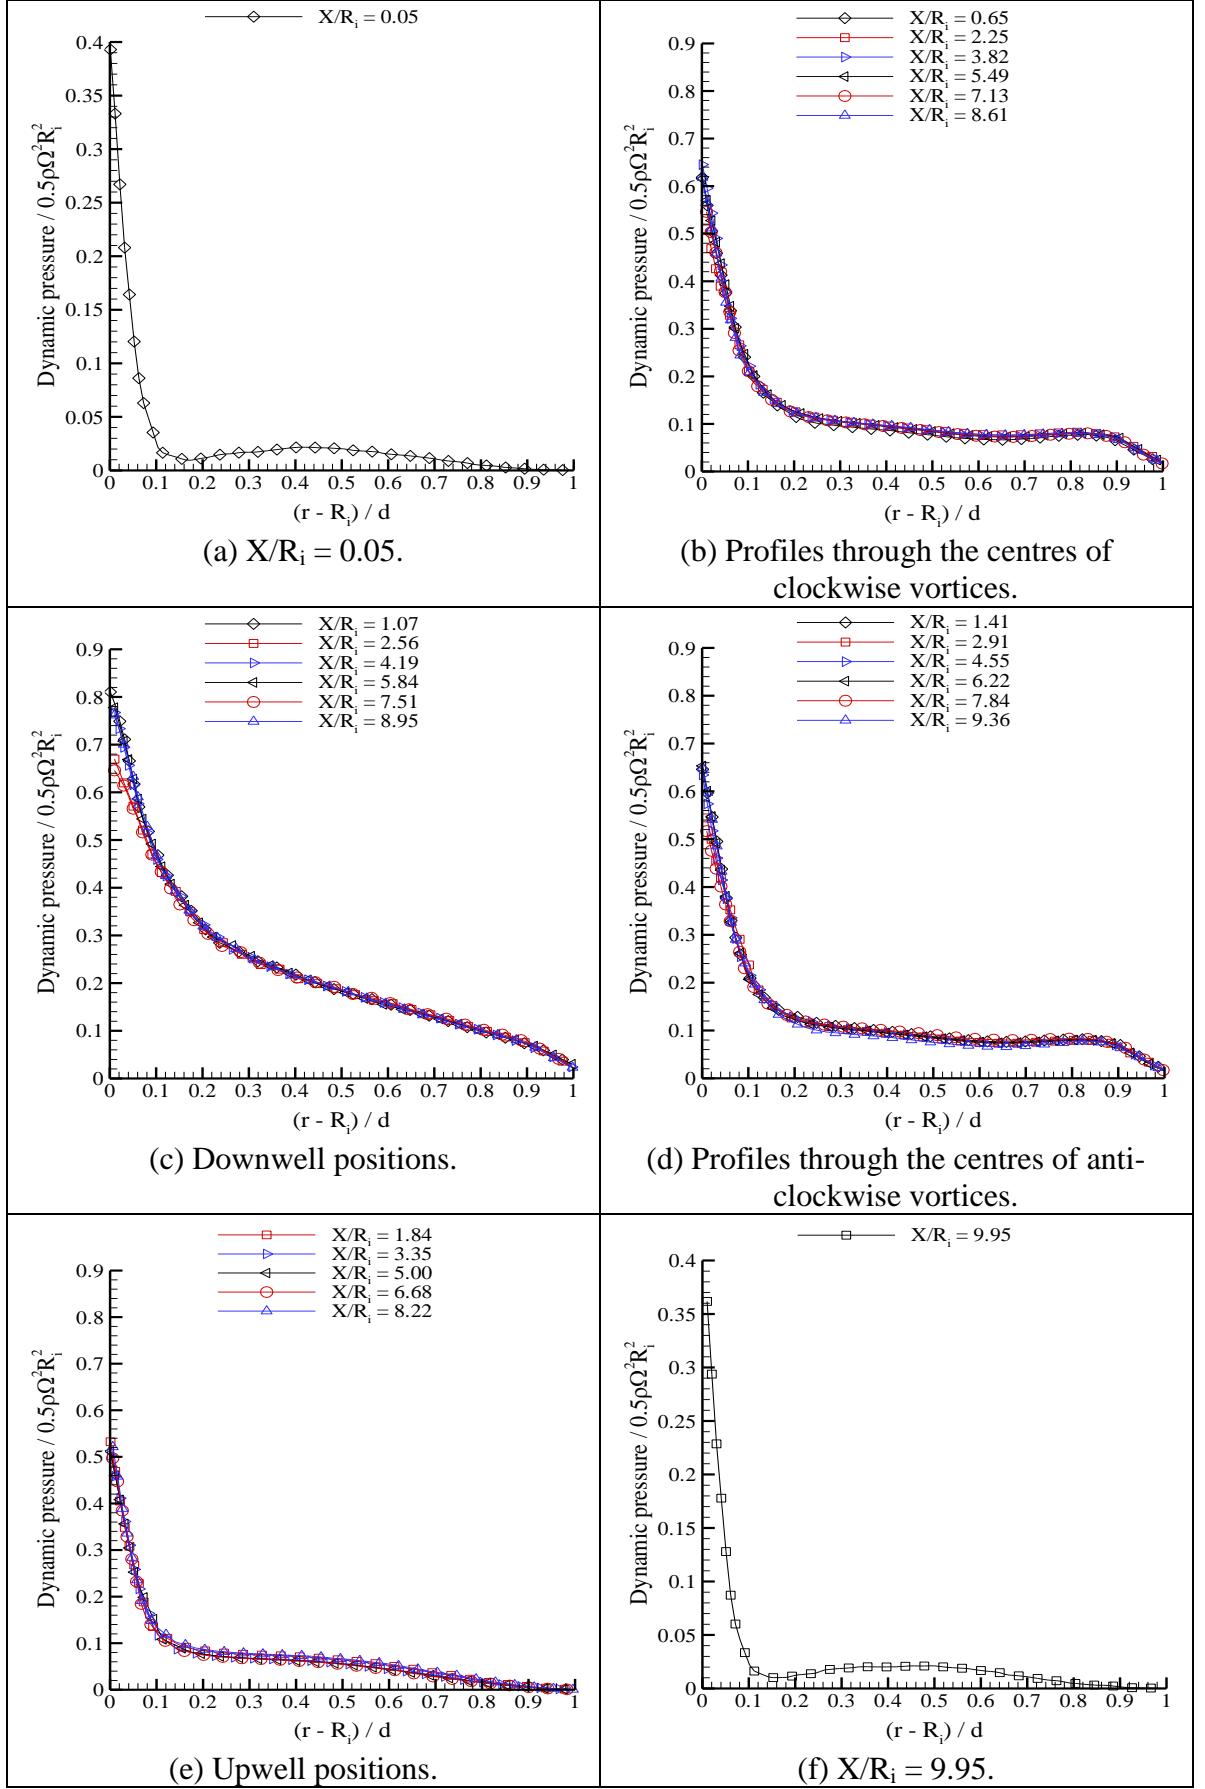 X/Rᵢ = 0.05
0.4
0.35
0.3
0.25
0.2
0.15
0.1
0.05
0
Dynamic pressure / 0.5ρΩ²Rᵢ²
0 0.1 0.2 0.3 0.4 0.5 0.6 0.7 0.8 0.9 1
(r - Rᵢ) / d
(a) X/Rᵢ = 0.05.
X/Rᵢ = 0.65
X/Rᵢ = 2.25
X/Rᵢ = 3.82
X/Rᵢ = 5.49
X/Rᵢ = 7.13
X/Rᵢ = 8.61
0.9
0.8
0.7
0.6
0.5
0.4
0.3
0.2
0.1
0
Dynamic pressure / 0.5ρΩ²Rᵢ²
0 0.1 0.2 0.3 0.4 0.5 0.6 0.7 0.8 0.9 1
(r - Rᵢ) / d
(b) Profiles through the centres of
clockwise vortices.
X/Rᵢ = 1.07
X/Rᵢ = 2.56
X/Rᵢ = 4.19
X/Rᵢ = 5.84
X/Rᵢ = 7.51
X/Rᵢ = 8.95
0.9
0.8
0.7
0.6
0.5
0.4
0.3
0.2
0.1
0
Dynamic pressure / 0.5ρΩ²Rᵢ²
0 0.1 0.2 0.3 0.4 0.5 0.6 0.7 0.8 0.9 1
(r - Rᵢ) / d
(c) Downwell positions.
X/Rᵢ = 1.41
X/Rᵢ = 2.91
X/Rᵢ = 4.55
X/Rᵢ = 6.22
X/Rᵢ = 7.84
X/Rᵢ = 9.36
0.9
0.8
0.7
0.6
0.5
0.4
0.3
0.2
0.1
0
Dynamic pressure / 0.5ρΩ²Rᵢ²
0 0.1 0.2 0.3 0.4 0.5 0.6 0.7 0.8 0.9 1
(r - Rᵢ) / d
(d) Profiles through the centres of anti-
clockwise vortices.
X/Rᵢ = 1.84
X/Rᵢ = 3.35
X/Rᵢ = 5.00
X/Rᵢ = 6.68
X/Rᵢ = 8.22
0.9
0.8
0.7
0.6
0.5
0.4
0.3
0.2
0.1
0
Dynamic pressure / 0.5ρΩ²Rᵢ²
0 0.1 0.2 0.3 0.4 0.5 0.6 0.7 0.8 0.9 1
(r - Rᵢ) / d
(e) Upwell positions.
X/Rᵢ = 9.95
0.4
0.35
0.3
0.25
0.2
0.15
0.1
0.05
0
Dynamic pressure / 0.5ρΩ²Rᵢ²
0 0.1 0.2 0.3 0.4 0.5 0.6 0.7 0.8 0.9 1
(r - Rᵢ) / d
(f) X/Rᵢ = 9.95.